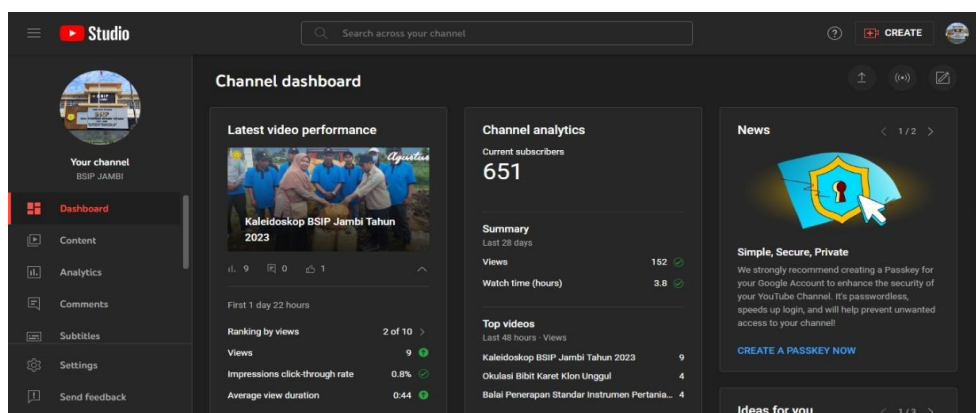 Studio
Search across your channel
CREATE
Channel dashboard
BSIP
Your channel
BSIP JAMBI
Dashboard
Content
Analytics
Comments
Subtitles
Settings
Send feedback
Latest video performance
Agustus
Kaleidoskop BSIP Jambi Tahun
2023
9 0 1
First 1 day 22 hours
Ranking by views 2 of 10
Views 9
Impressions click-through rate 0.8%
Average view duration 0:44
Channel analytics
Current subscribers
651
Summary
Last 28 days
Views 152
Watch time (hours) 3.8
Top videos
Last 48 hours · Views
Kaleidoskop BSIP Jambi Tahun 2023 9
Okulasi Bibit Karet Klon Unggul 4
Balai Penerapan Standar Instrumen Pertania... 4
News 1/2
Simple, Secure, Private
We strongly recommend creating a Passkey for
your Google Account to enhance the security of
your YouTube Channel. It's passwordless,
speeds up login, and will help prevent unwanted
access to your channel!
CREATE A PASSKEY NOW
Ideas for you 1/3